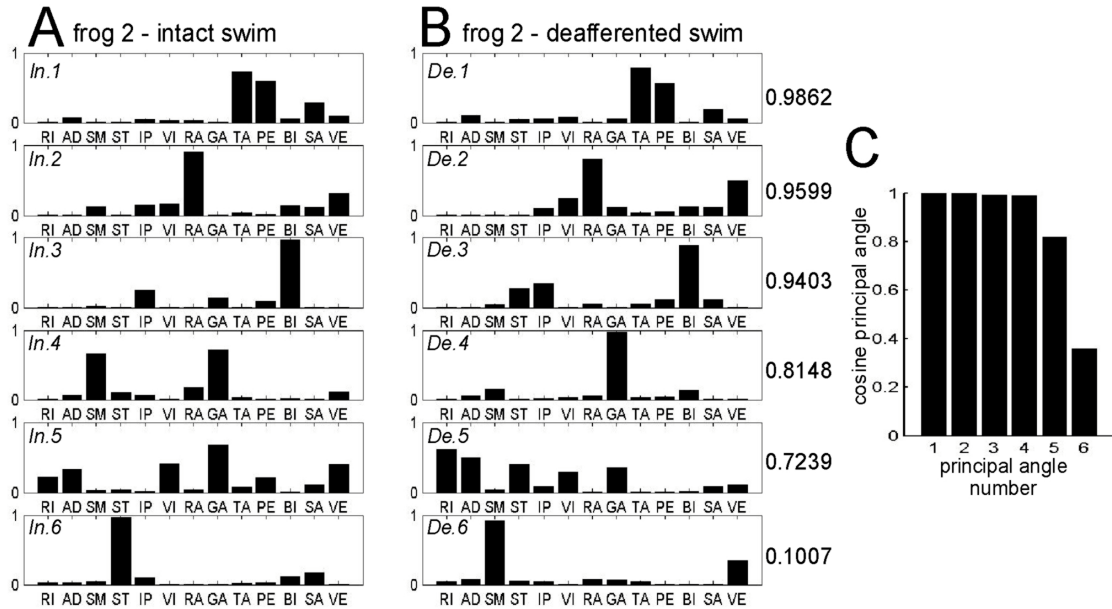 A frog 2 - intact swim
1
In.1
0
RI AD SM ST IP VI RA GA TA PE BI SA VE
1
In.2
0
RI AD SM ST IP VI RA GA TA PE BI SA VE
1
In.3
0
RI AD SM ST IP VI RA GA TA PE BI SA VE
1
In.4
0
RI AD SM ST IP VI RA GA TA PE BI SA VE
1
In.5
0
RI AD SM ST IP VI RA GA TA PE BI SA VE
1
In.6
0
RI AD SM ST IP VI RA GA TA PE BI SA VE
B frog 2 - deafferented swim
1
De.1
0
RI AD SM ST IP VI RA GA TA PE BI SA VE
0.9862
1
De.2
0
RI AD SM ST IP VI RA GA TA PE BI SA VE
0.9599
1
De.3
0
RI AD SM ST IP VI RA GA TA PE BI SA VE
0.9403
1
De.4
0
RI AD SM ST IP VI RA GA TA PE BI SA VE
0.8148
1
De.5
0
RI AD SM ST IP VI RA GA TA PE BI SA VE
0.7239
1
De.6
0
RI AD SM ST IP VI RA GA TA PE BI SA VE
0.1007
C
cosine principal angle
1
0.8
0.6
0.4
0.2
0
1 2 3 4 5 6
principal angle
number